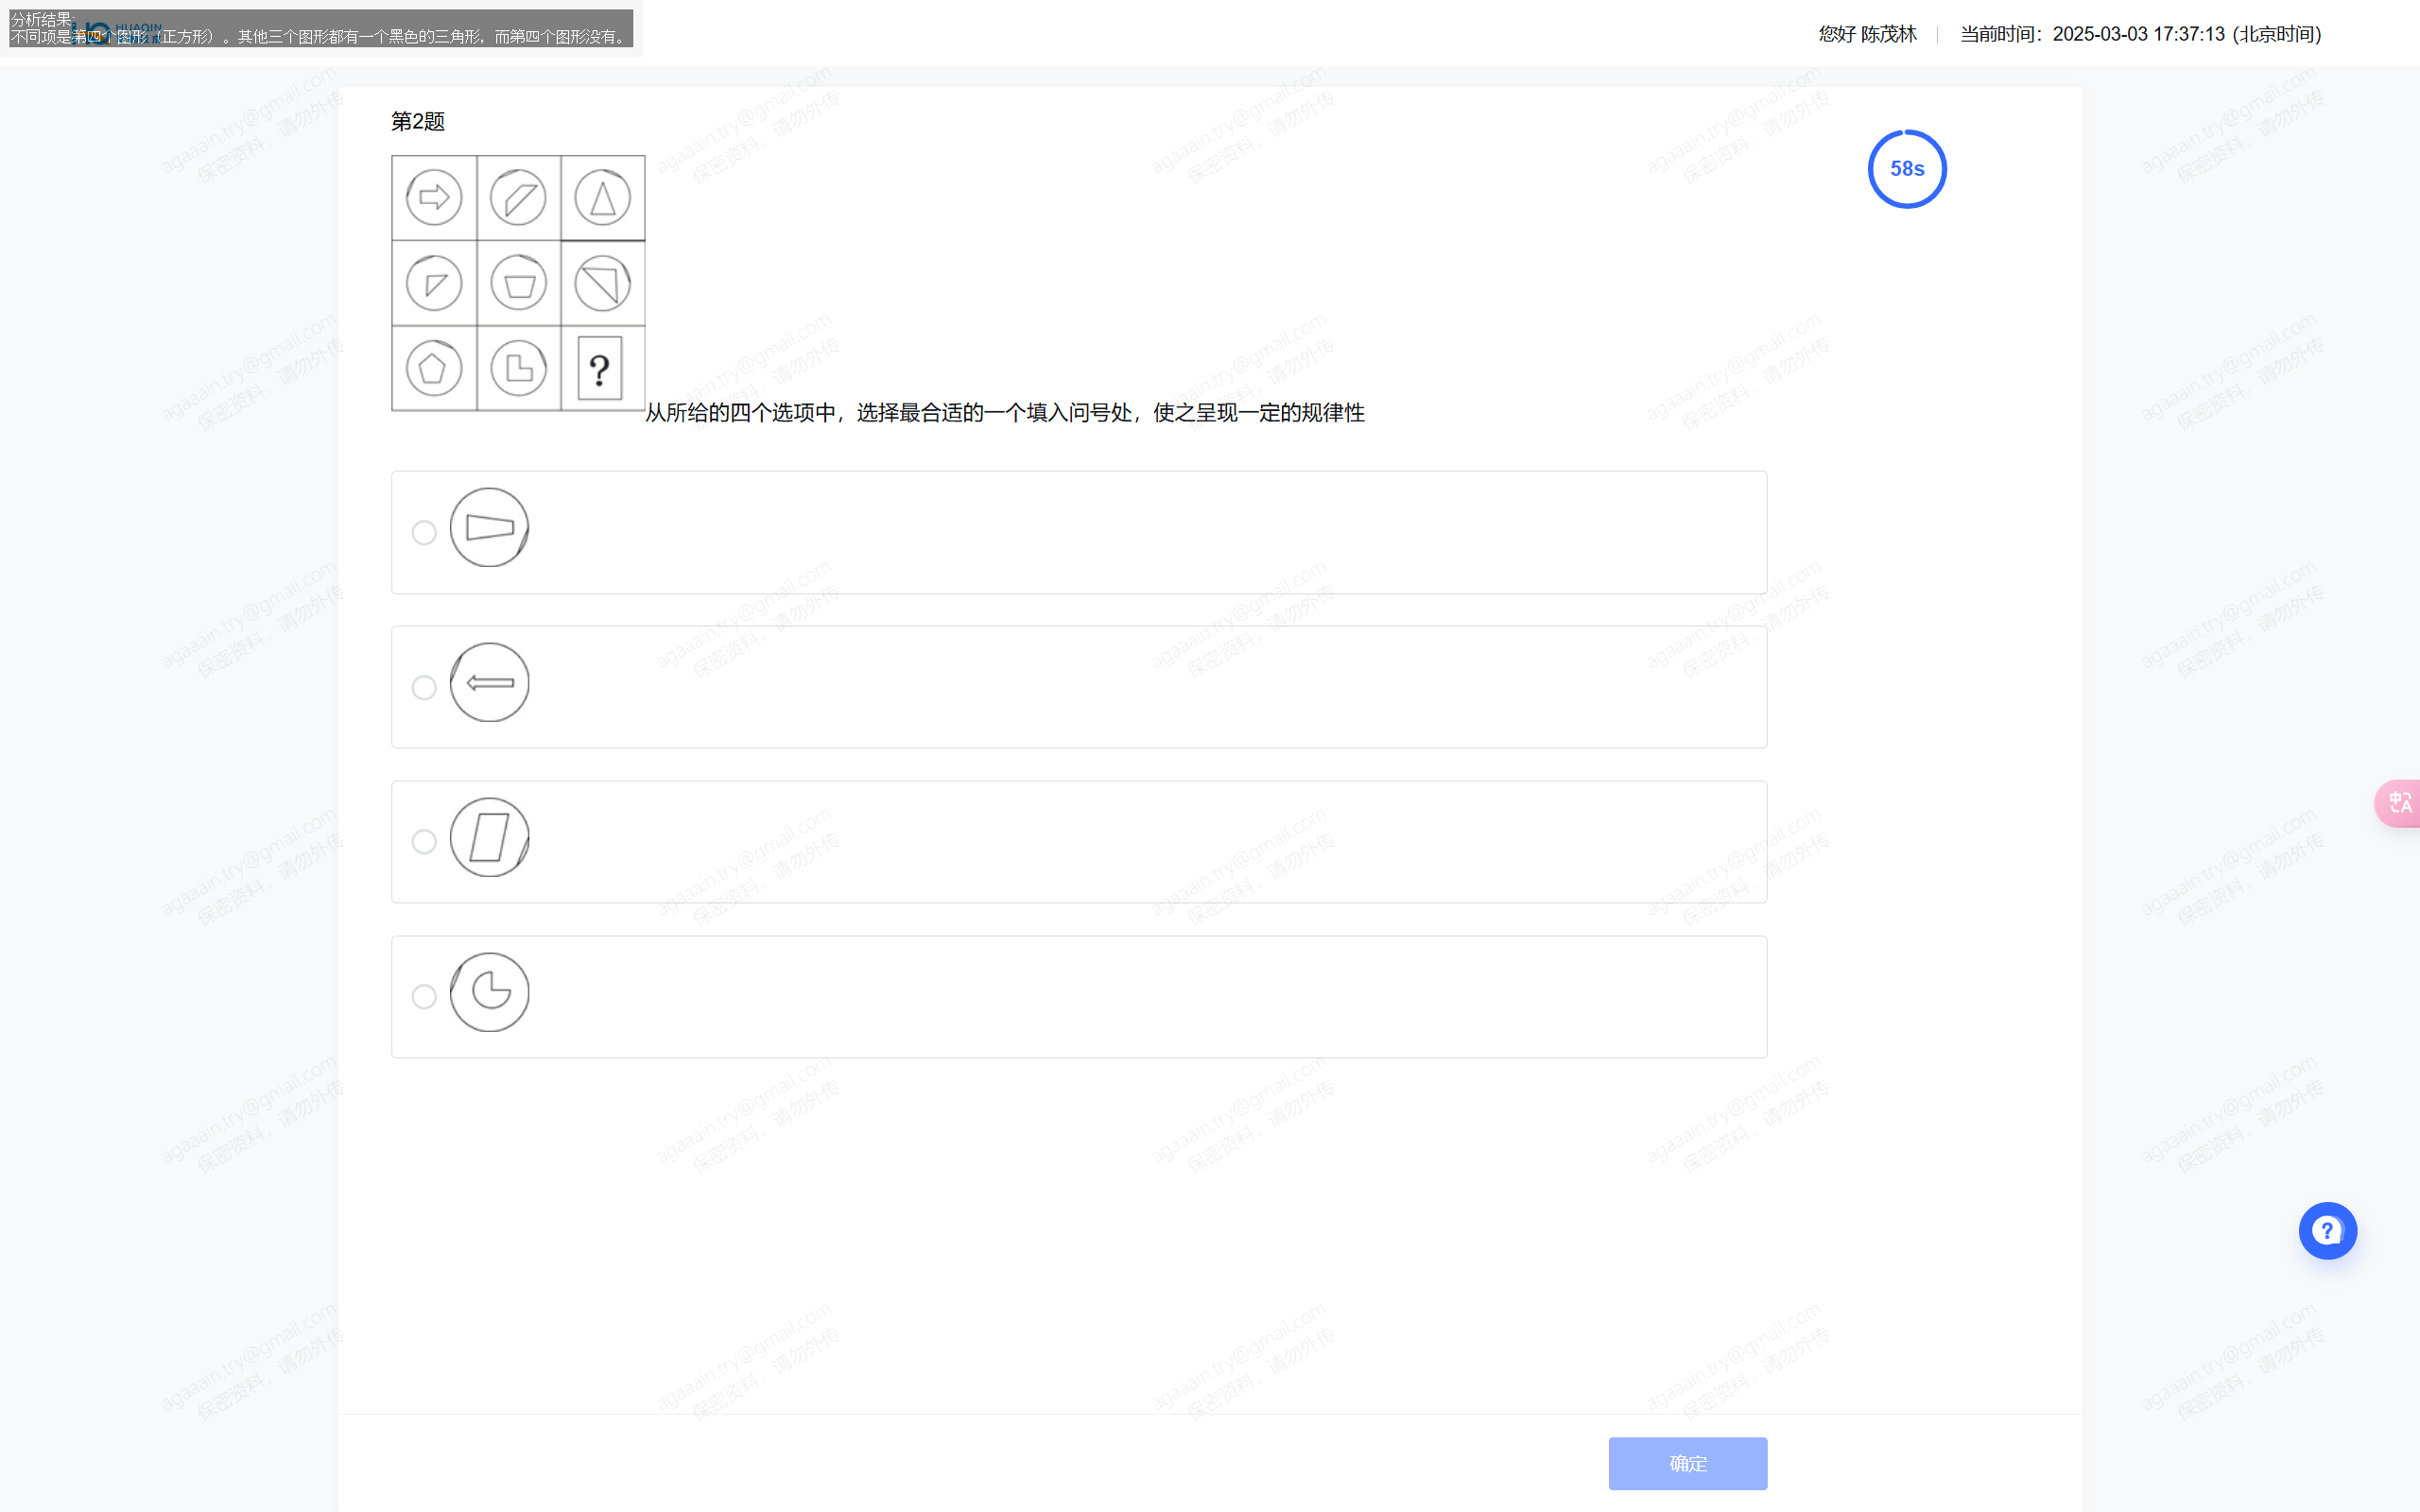 分析结果:
不同项是第四个图形（正方形）。其他三个图形都有一个黑色的三角形，而第四个图形没有。
HUAQIN
您好 陈茂林
当前时间：2025-03-03 17:37:13 (北京时间)
第2题
58s
?
从所给的四个选项中，选择最合适的一个填入问号处，使之呈现一定的规律性
确定
agaaain.try@gmail.com
保密资料，请勿外传